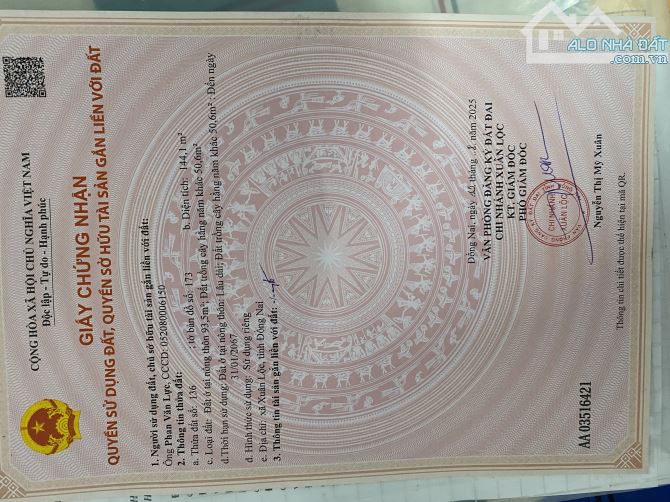 CỘNG HÒA XÃ HỘI CHỦ NGHĨA VIỆT NAM
Độc lập - Tự do - Hạnh phúc
GIẤY CHỨNG NHẬN
QUYỀN SỬ DỤNG ĐẤT, QUYỀN SỞ HỮU TÀI SẢN GẮN LIỀN VỚI ĐẤT
1. Người sử dụng đất, chủ sở hữu tài sản gắn liền với đất:
Ông Phan Văn Lực, CCCD: 052080006150
2. Thông tin thửa đất:
a. Thửa đất số: 136 ; tờ bản đồ số: 173 b. Diện tích: 144,1 m²
c. Loại đất: Đất ở tại nông thôn 93,5m²; Đất trồng cây hằng năm khác 50,6m²
d. Thời hạn sử dụng: Đất ở tại nông thôn: Lâu dài; Đất trồng cây hằng năm khác 50,6m²: Đến ngày
31/01/2067
đ. Hình thức sử dụng: Sử dụng riêng
e. Địa chỉ: xã Xuân Lộc, tỉnh Đồng Nai
3. Thông tin tài sản gắn liền với đất: -/-
Đồng Nai, ngày tháng năm 2025
VĂN PHÒNG ĐĂNG KÝ ĐẤT ĐAI
CHI NHÁNH XUÂN LỘC
KT. GIÁM ĐỐC
PHÓ GIÁM ĐỐC
CHI NHÁNH
XUÂN LỘC
Nguyễn Thị Mỹ Xuân
Thông tin chi tiết được thể hiện tại mã QR.
AA 03516421
ALO NHÀ ĐẤT
.com.vn